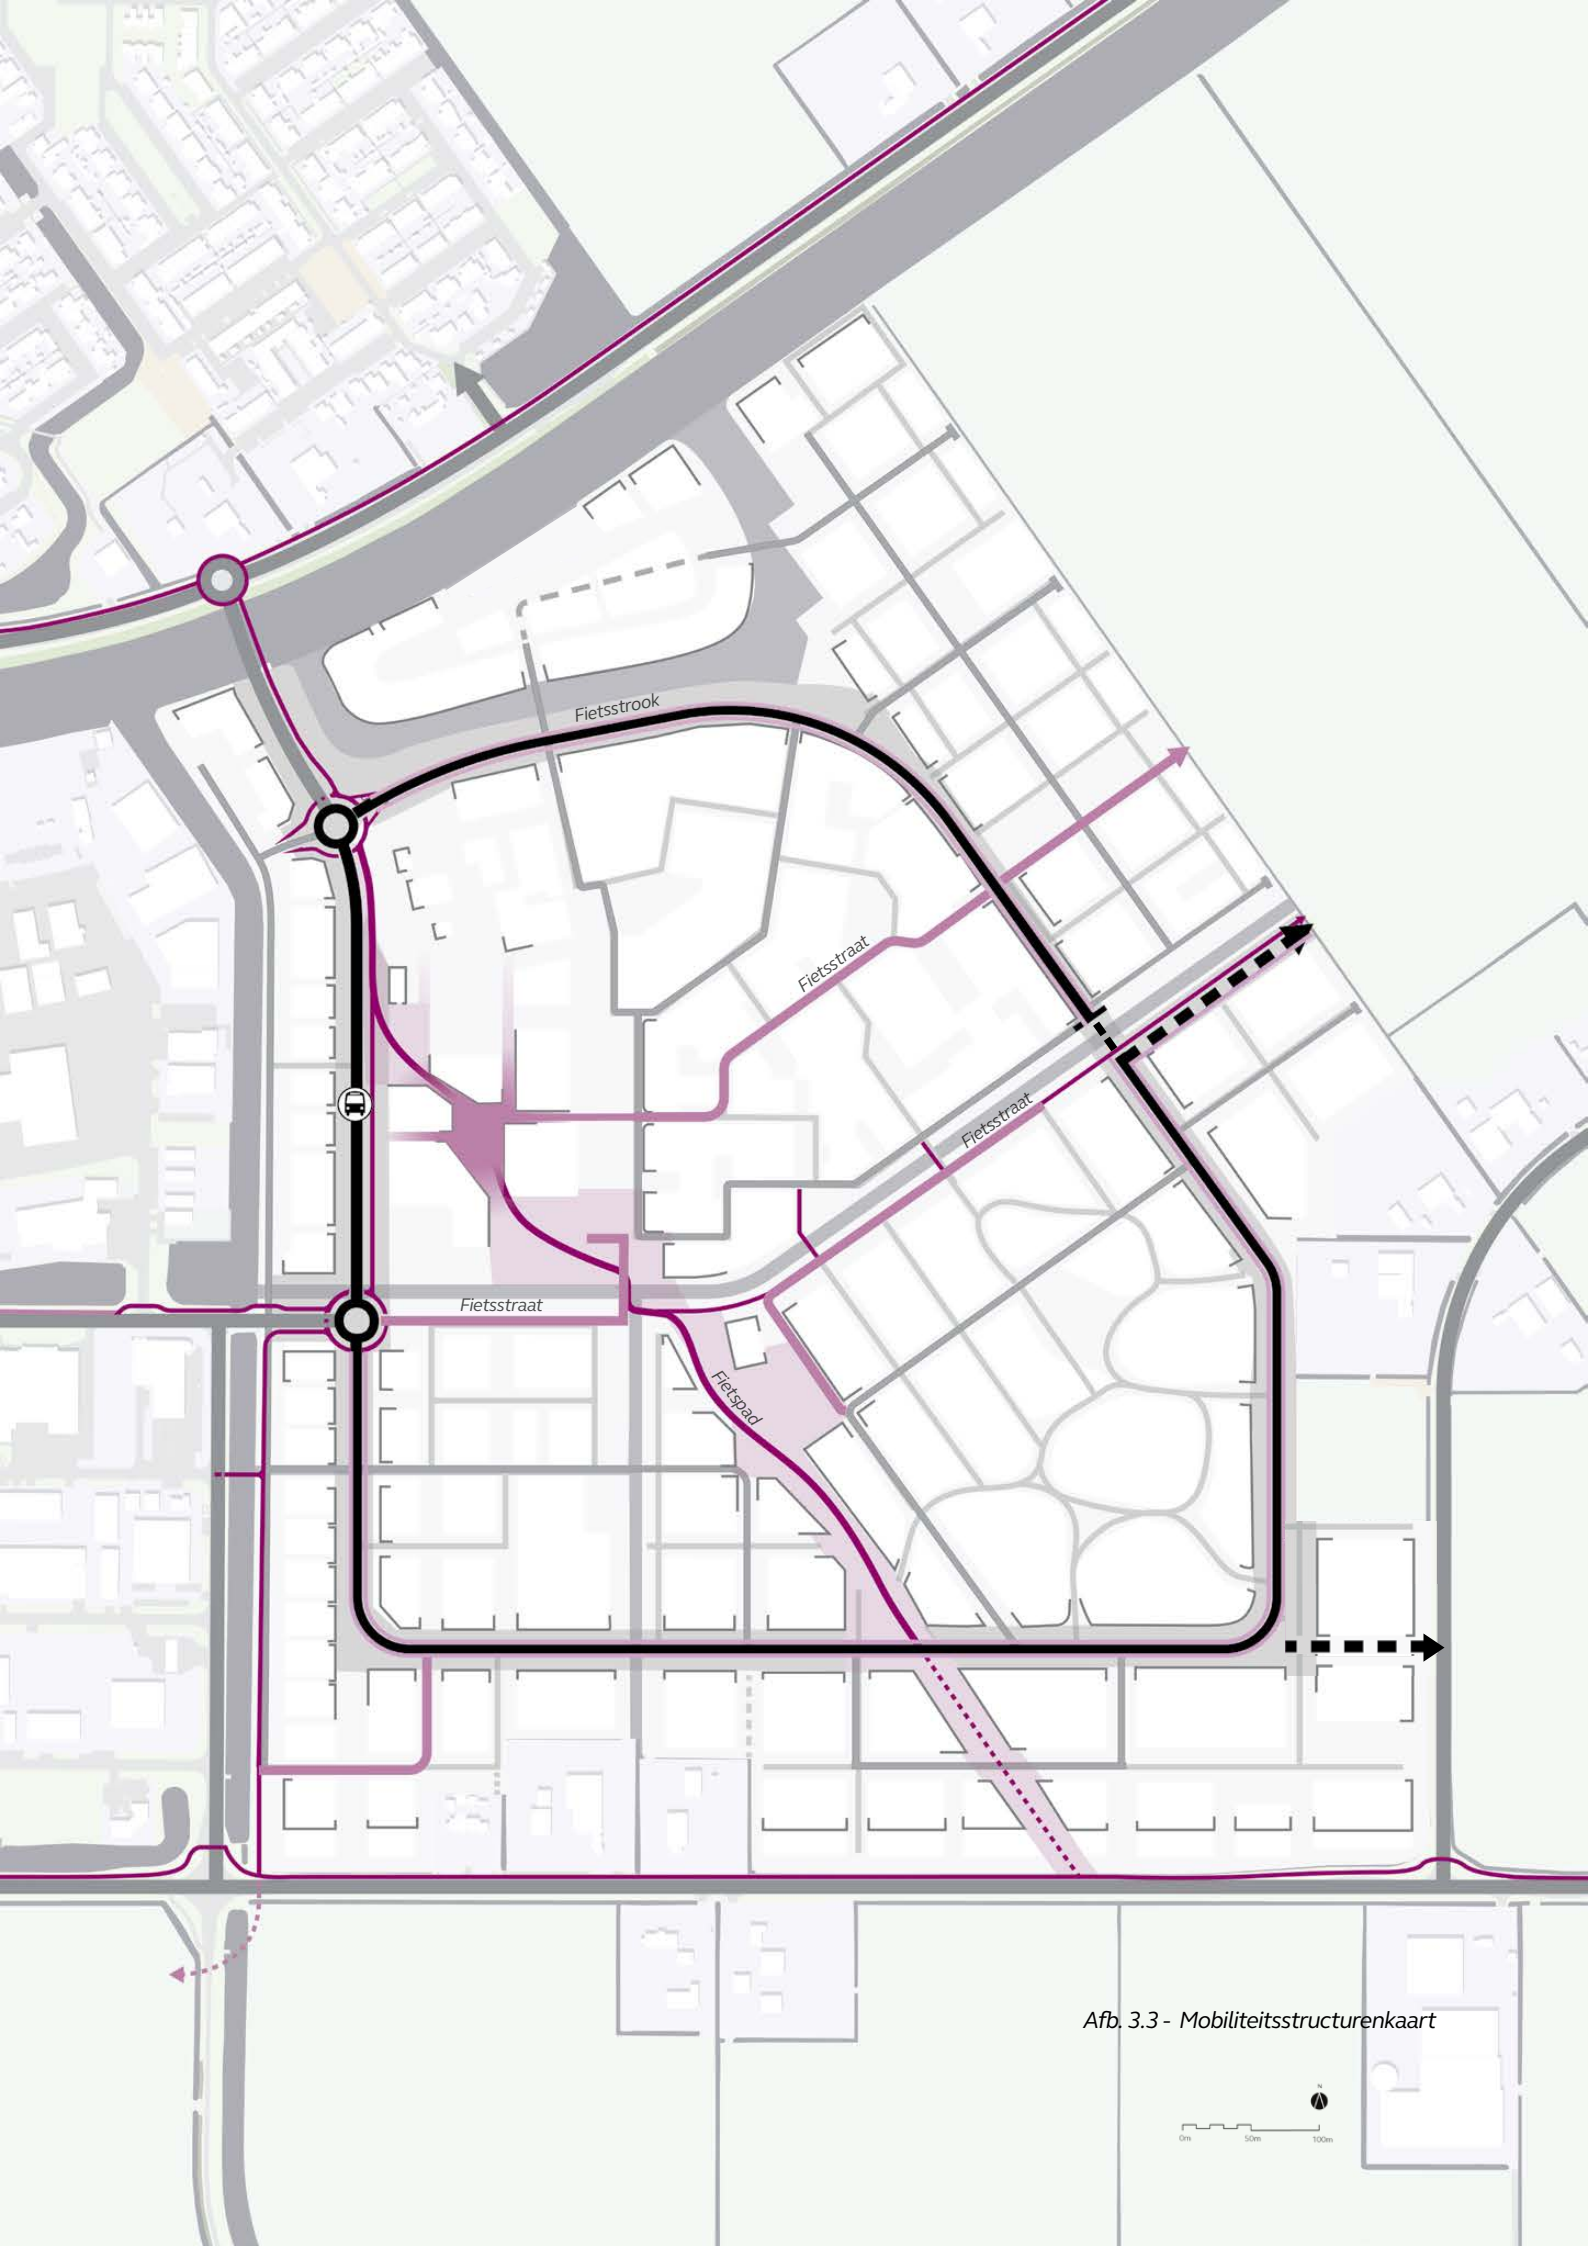 Fietsstrook
Fietsstraat
Fietsstraat
Fietsstraat
Fietspad
Afb. 3.3 - Mobiliteitsstructurenkaart
N
0m 50m 100m